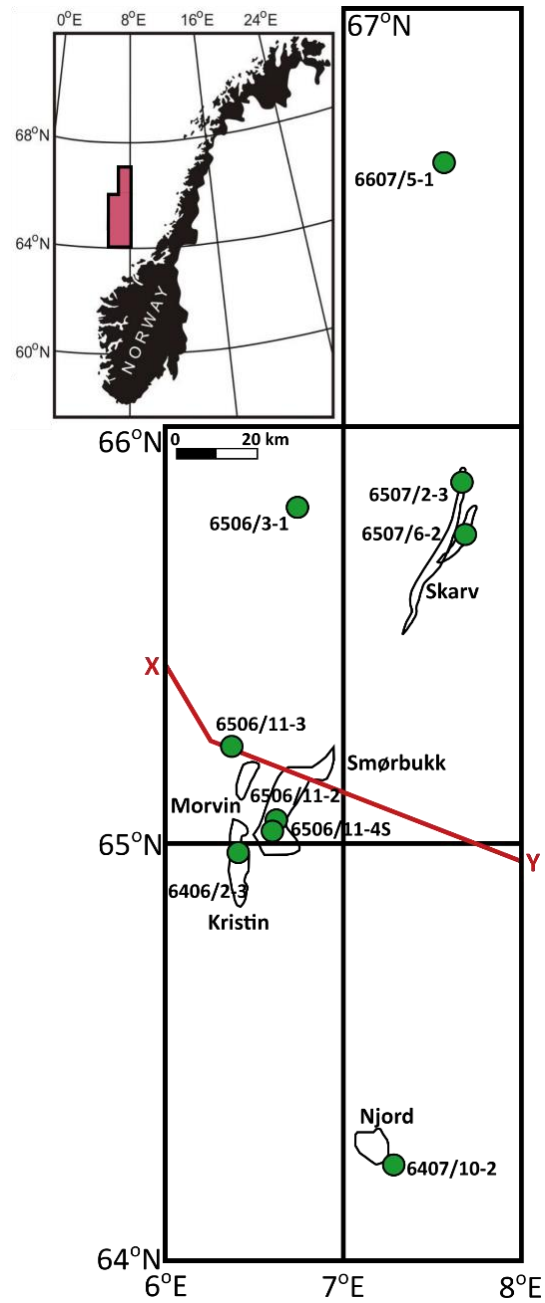 0°E 8°E 16°E 24°E
67°N
68°N
64°N
60°N
NORWAY
6607/5-1
66°N
0 20 km
6507/2-3
6506/3-1
6507/6-2
Skarv
X
6506/11-3
Smørbukk
Morvin
6506/11-2
6506/11-4S
65°N
Y
6406/2-3
Kristin
Njord
6407/10-2
64°N
6°E 7°E 8°E